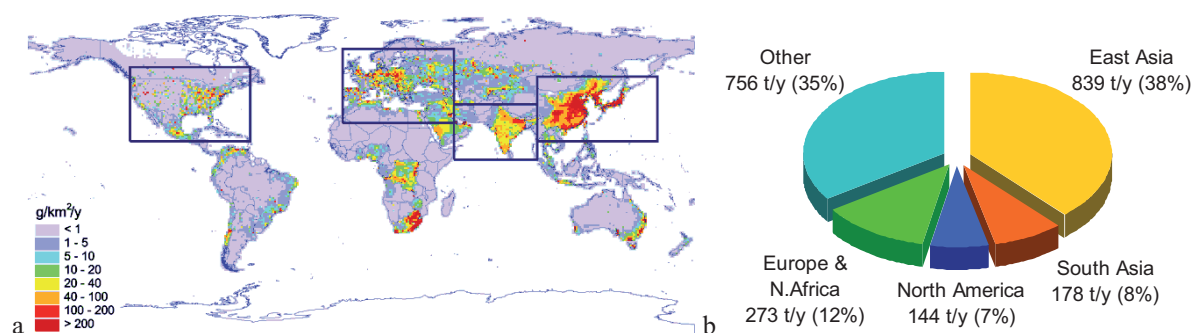 g/km²/y
< 1
1 - 5
5 - 10
10 - 20
20 - 40
40 - 100
100 - 200
> 200
a
Other
756 t/y (35%)
East Asia
839 t/y (38%)
Europe &
N.Africa
273 t/y (12%)
North America
144 t/y (7%)
South Asia
178 t/y (8%)
b